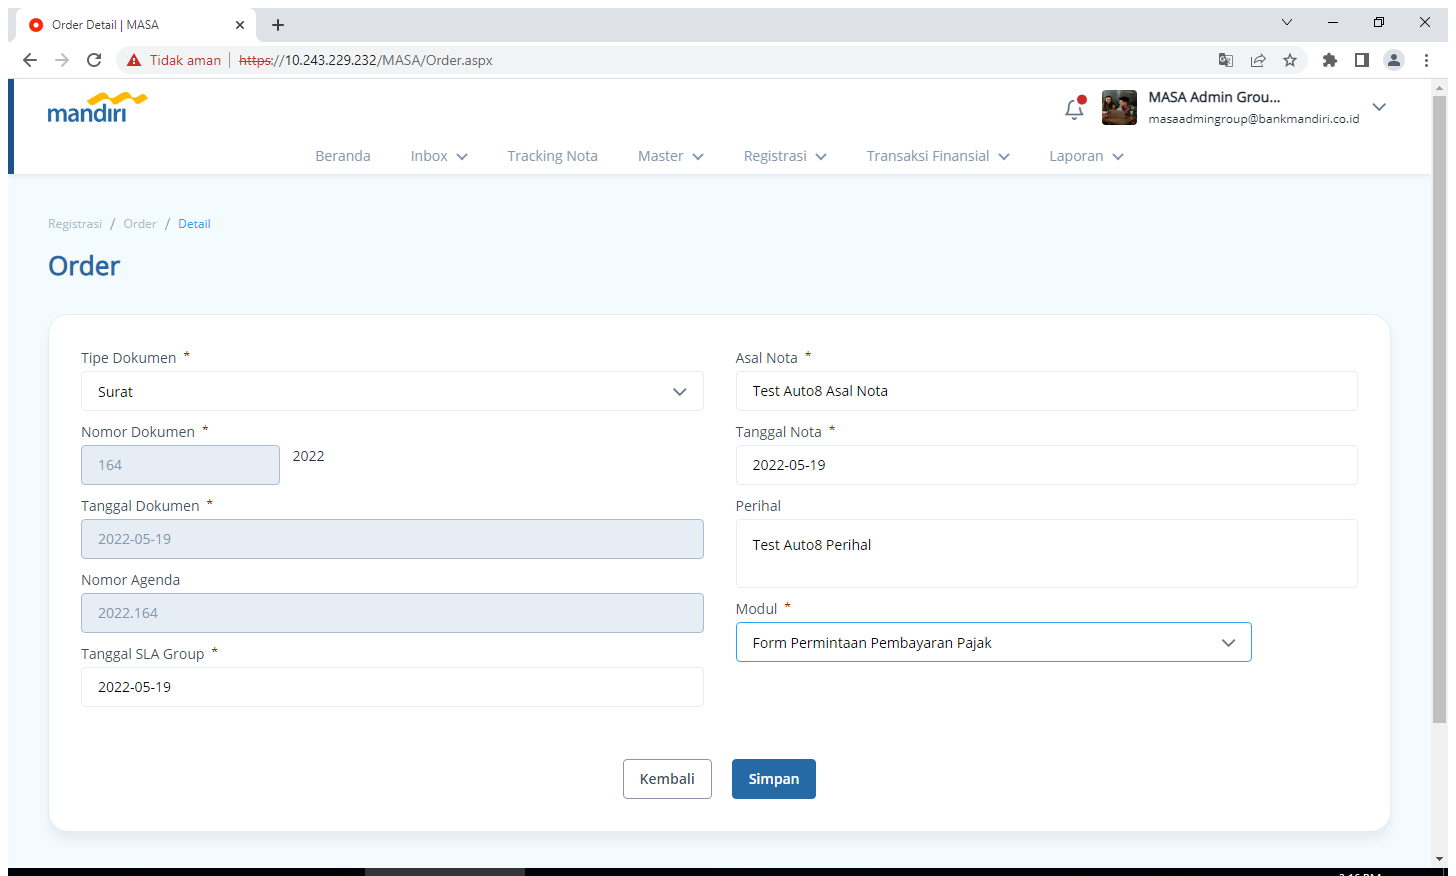 Order Detail | MASA
Tidak aman https://10.243.229.232/MASA/Order.aspx
mandiri
MASA Admin Grou...
masaadmingroup@bankmandiri.co.id
Beranda Inbox Tracking Nota Master Registrasi Transaksi Finansial Laporan
Registrasi / Order / Detail
Order
Tipe Dokumen *
Surat
Nomor Dokumen *
164 2022
Tanggal Dokumen *
2022-05-19
Nomor Agenda
2022.164
Tanggal SLA Group *
2022-05-19
Asal Nota *
Test Auto8 Asal Nota
Tanggal Nota *
2022-05-19
Perihal
Test Auto8 Perihal
Modul *
Form Permintaan Pembayaran Pajak
Kembali Simpan